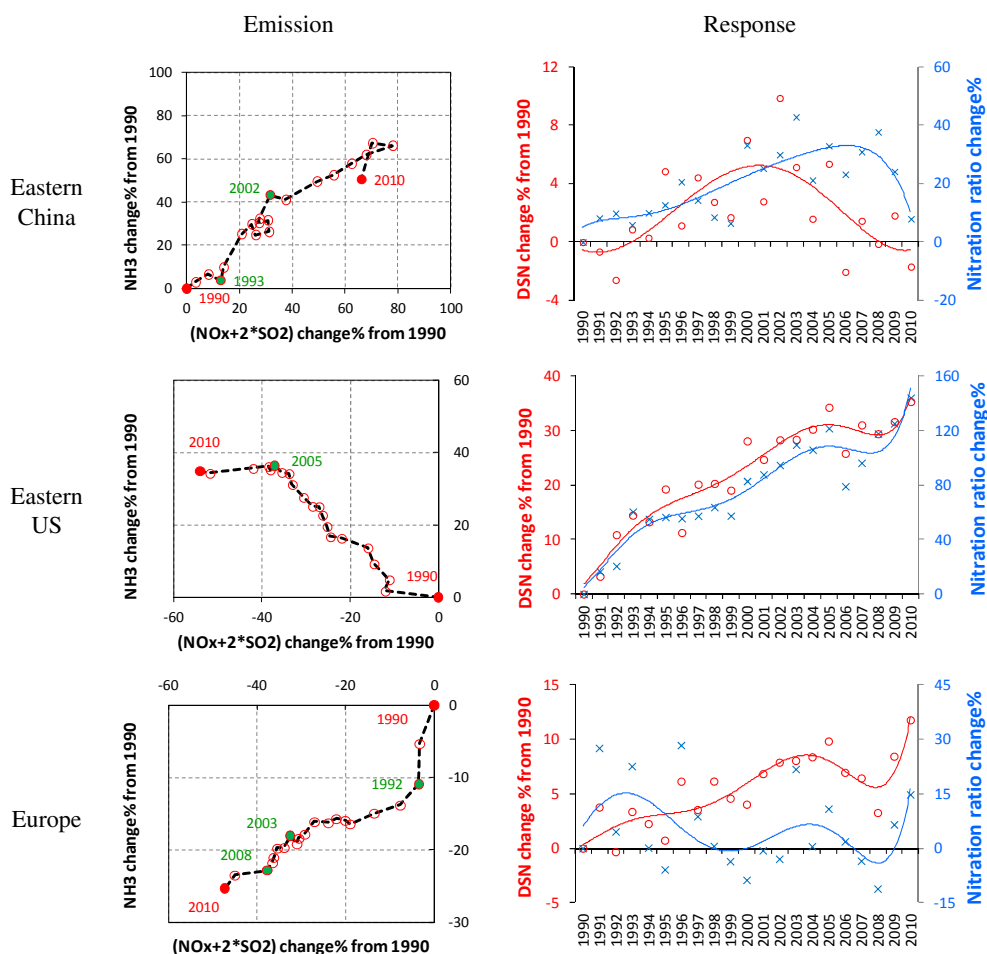 Emission
Response
Eastern
China
NH3 change% from 1990
100
80
60
40
20
0
2002
2010
1993
1990
0 20 40 60 80 100
(NOx+2*SO2) change% from 1990
DSN change % from 1990
12
8
4
0
-4
60
40
20
0
-20
Nitration ratio change%
1990 1991 1992 1993 1994 1995 1996 1997 1998 1999 2000 2001 2002 2003 2004 2005 2006 2007 2008 2009 2010
Eastern
US
60
40
20
0
NH3 change% from 1990
2010
2005
1990
-60 -40 -20 0
(NOx+2*SO2) change% from 1990
DSN change % from 1990
40
30
20
10
0
160
120
80
40
0
Nitration ratio change%
1990 1991 1992 1993 1994 1995 1996 1997 1998 1999 2000 2001 2002 2003 2004 2005 2006 2007 2008 2009 2010
Europe
-60 -40 -20 0
NH3 change% from 1990
0
-10
-20
-30
1990
1992
2003
2008
2010
(NOx+2*SO2) change% from 1990
DSN change % from 1990
15
10
5
0
-5
45
30
15
0
-15
Nitration ratio change%
1990 1991 1992 1993 1994 1995 1996 1997 1998 1999 2000 2001 2002 2003 2004 2005 2006 2007 2008 2009 2010